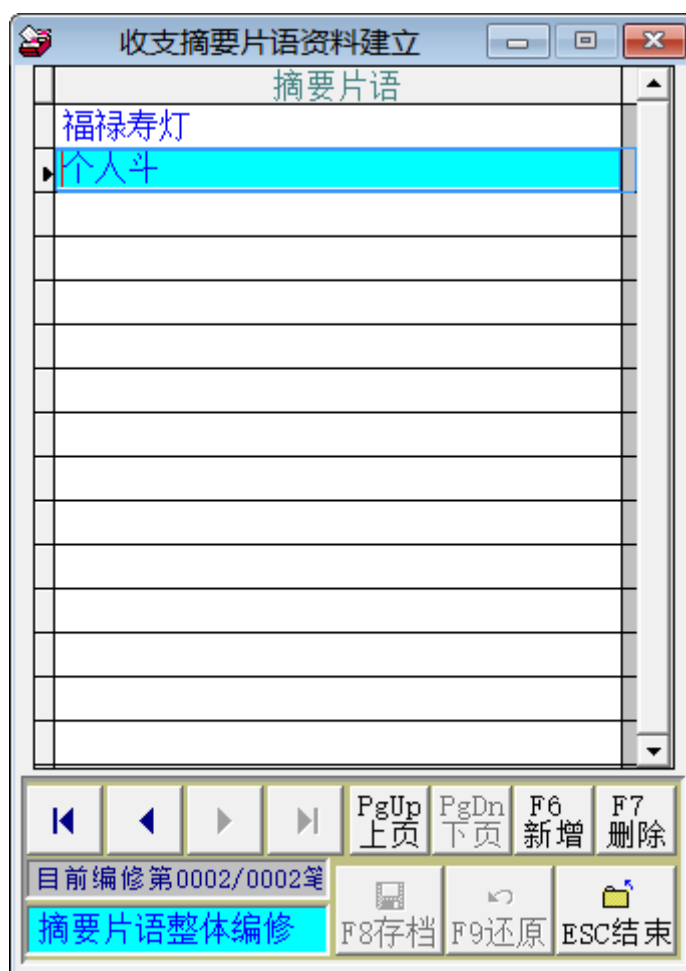 收支摘要片语资料建立
摘要片语
福禄寿灯
个人斗
PgUp PgDn F6 F7
上页 下页 新增 删除
目前编修第0002/0002笔
摘要片语整体编修
F8存档 F9还原 ESC结束